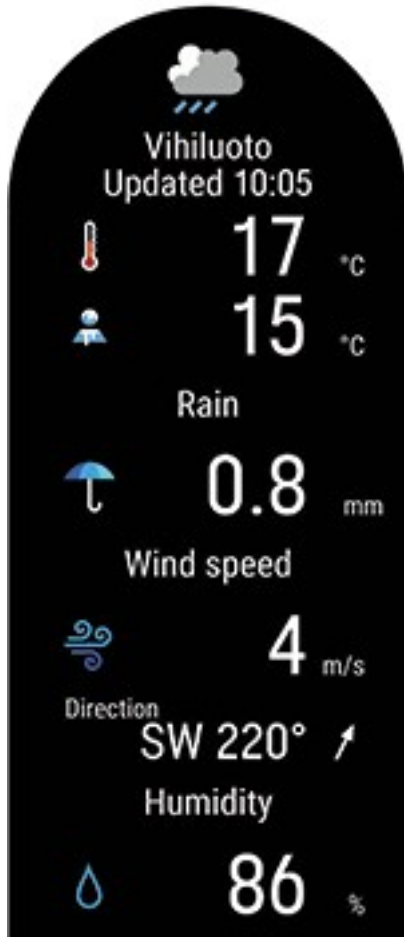 Vihiluoto
Updated 10:05
17 °C
15 °C
Rain
0.8 mm
Wind speed
4 m/s
Direction
SW 220°
Humidity
86 %